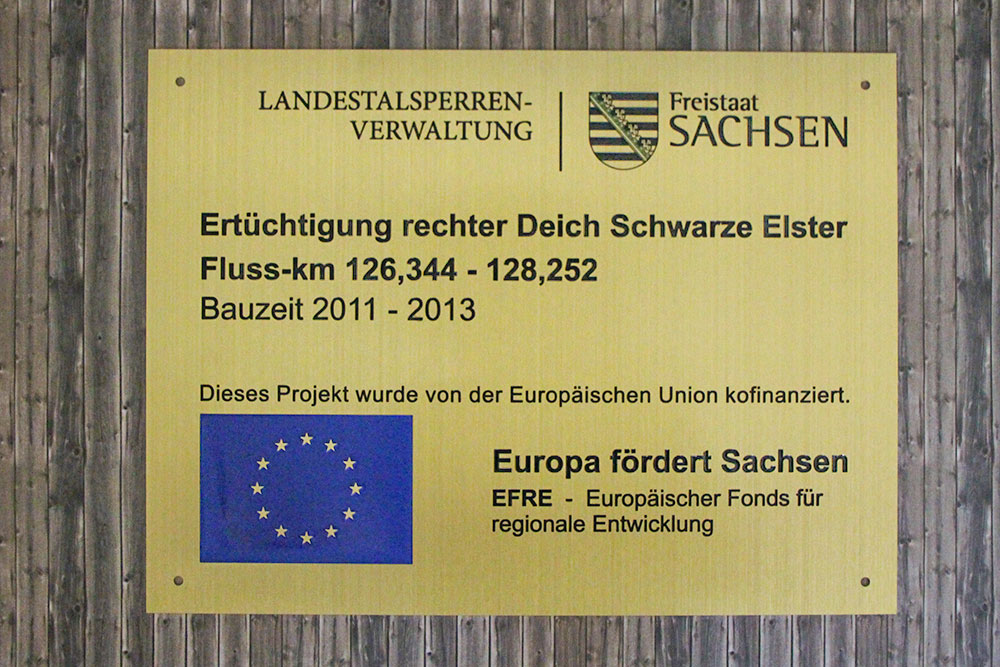 LANDESTALSPERREN-
VERWALTUNG
Freistaat
SACHSEN
Ertüchtigung rechter Deich Schwarze Elster
Fluss-km 126,344 - 128,252
Bauzeit 2011 - 2013
Dieses Projekt wurde von der Europäischen Union kofinanziert.
Europa fördert Sachsen
EFRE - Europäischer Fonds für
regionale Entwicklung